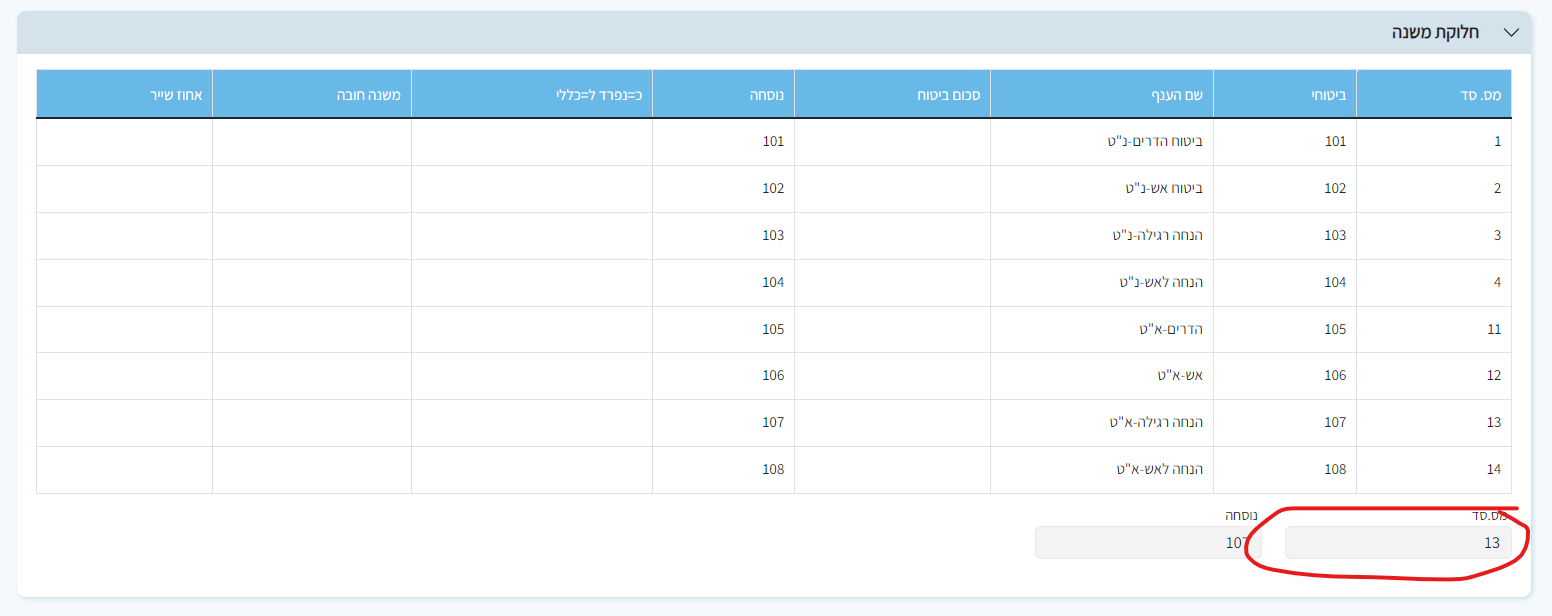 חלוקת משנה
מס. סד ביטוחי שם הענף סכום ביטוח נוסחה כ=נפרד ל=כללי משנה חובה אחוז שייר
1 101 ביטוח הדרים-נ"ט 101
2 102 ביטוח אש-נ"ט 102
3 103 הנחה רגילה-נ"ט 103
4 104 הנחה לאש-נ"ט 104
11 105 הדרים-א"ט 105
12 106 אש-א"ט 106
13 107 הנחה רגילה-א"ט 107
14 108 הנחה לאש-א"ט 108
מס.סד נוסחה
13 107